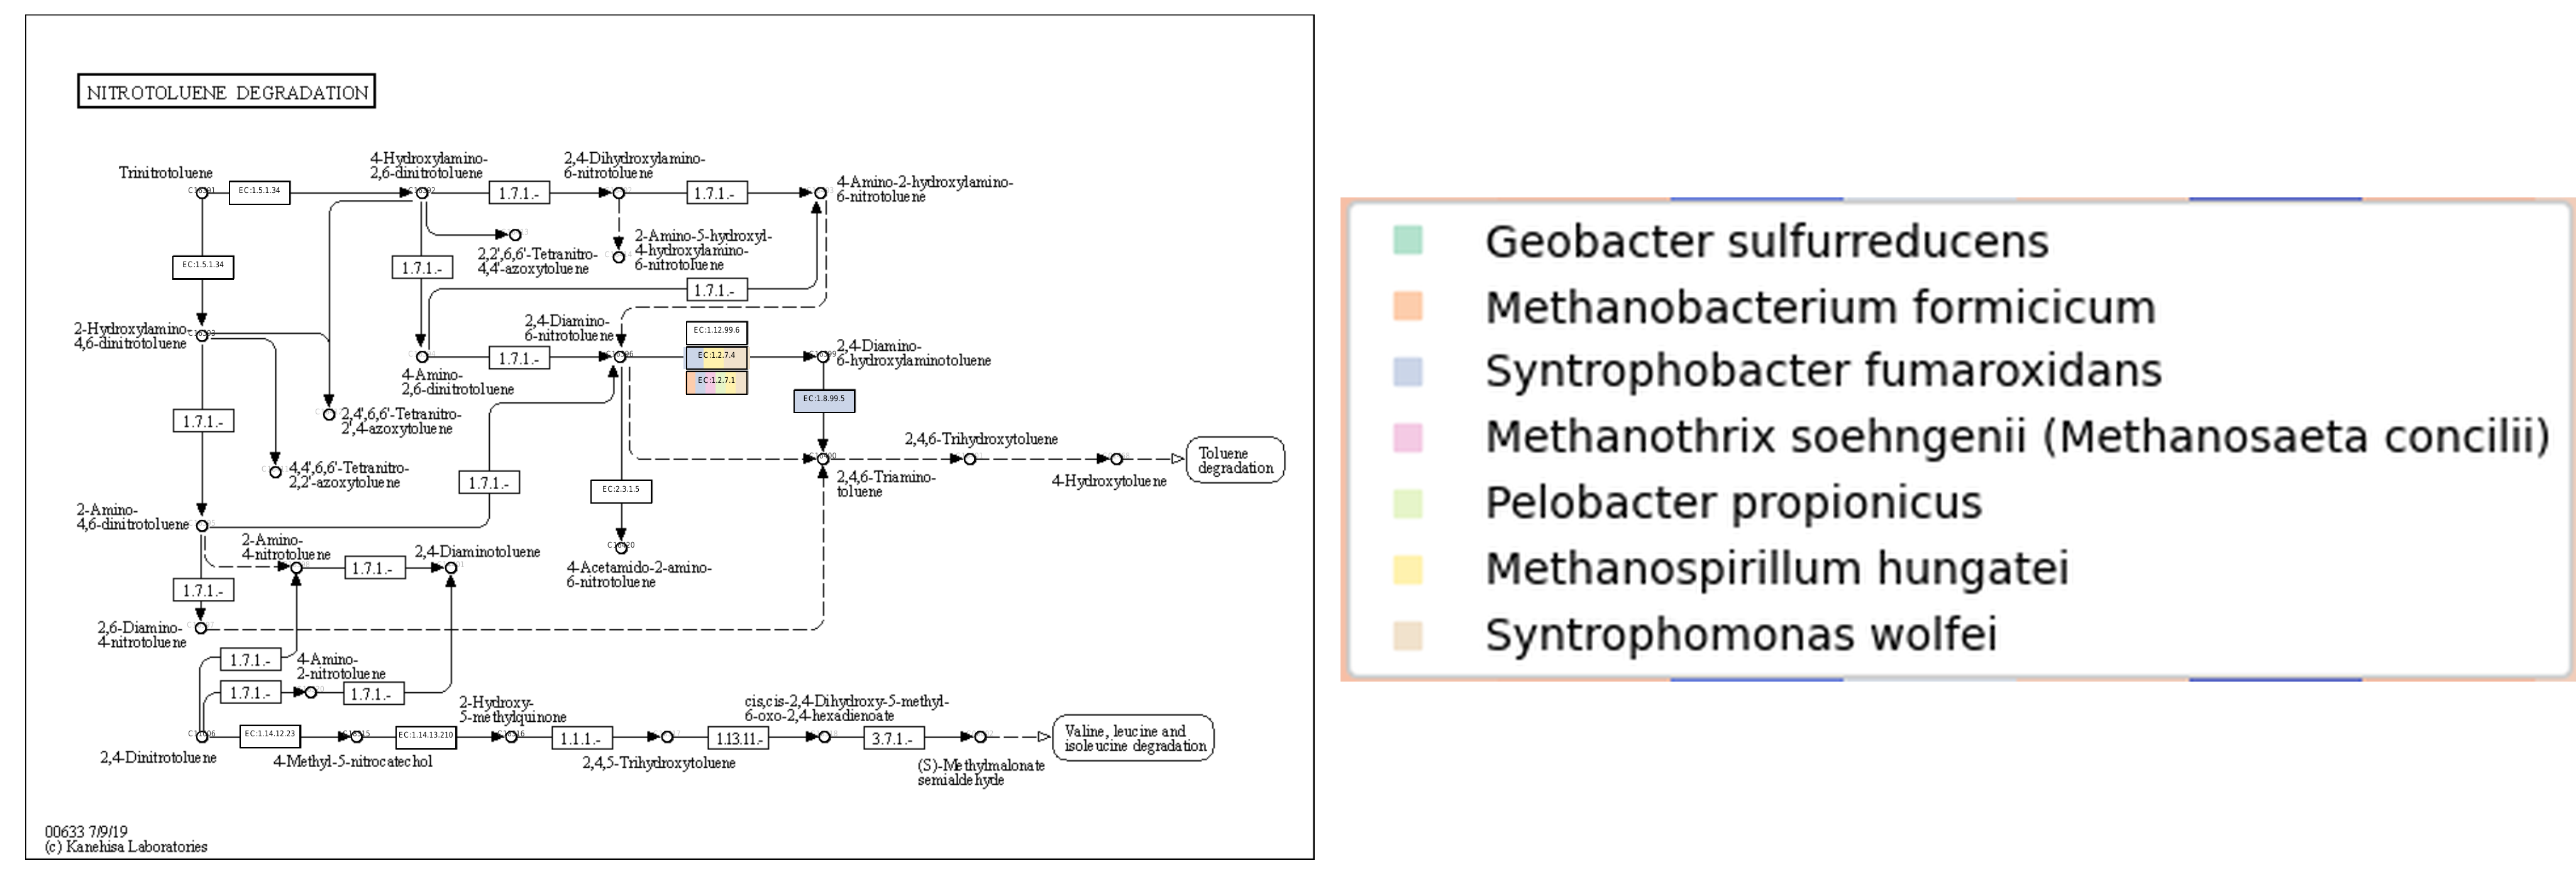 NITROTOLUENE DEGRADATION
Trinitrotoluene
EC:1.5.1.34
4-Hydroxylamino-
2,6-dinitrotoluene
1.7.1.-
2,4-Dihydroxylamino-
6-nitrotoluene
1.7.1.-
4-Amino-2-hydroxylamino-
6-nitrotoluene
EC:1.5.1.34
1.7.1.-
2,2',6,6'-Tetranitro-
4,4'-azoxytoluene
2-Amino-5-hydroxyl-
4-hydroxylamino-
6-nitrotoluene
1.7.1.-
2-Hydroxylamino-
4,6-dinitrotoluene
2,4-Diamino-
6-nitrotoluene
EC:1.12.99.6
EC:1.2.7.4
EC:1.2.7.1
2,4-Diamino-
6-hydroxylaminotoluene
1.7.1.-
4-Amino-
2,6-dinitrotoluene
EC:1.8.99.5
1.7.1.-
2,4',6,6'-Tetranitro-
2',4-azoxytoluene
4,4',6,6'-Tetranitro-
2,2'-azoxytoluene
1.7.1.-
EC:2.3.1.5
2,4,6-Triamino-
toluene
2,4,6-Trihydroxytoluene
4-Hydroxytoluene
Toluene
degradation
2-Amino-
4,6-dinitrotoluene
2-Amino-
4-nitrotoluene
1.7.1.-
2,4-Diaminotoluene
C16420
4-Acetamido-2-amino-
6-nitrotoluene
1.7.1.-
2,6-Diamino-
4-nitrotoluene
1.7.1.-
4-Amino-
2-nitrotoluene
1.7.1.-
1.7.1.-
2,4-Dinitrotoluene
EC:1.14.12.23
4-Methyl-5-nitrocatechol
EC:1.14.13.210
2-Hydroxy-
5-methylquinone
1.1.1.-
2,4,5-Trihydroxytoluene
1.13.11.-
cis,cis-2,4-Dihydroxy-5-methyl-
6-oxo-2,4-hexadienoate
3.7.1.-
(S)-Methylmalonate
semialdehyde
Valine, leucine and
isoleucine degradation
00633 7/9/19
(c) Kanehisa Laboratories
Geobacter sulfurreducens
Methanobacterium formicicum
Syntrophobacter fumaroxidans
Methanothrix soehngenii (Methanosaeta concilii)
Pelobacter propionicus
Methanospirillum hungatei
Syntrophomonas wolfei